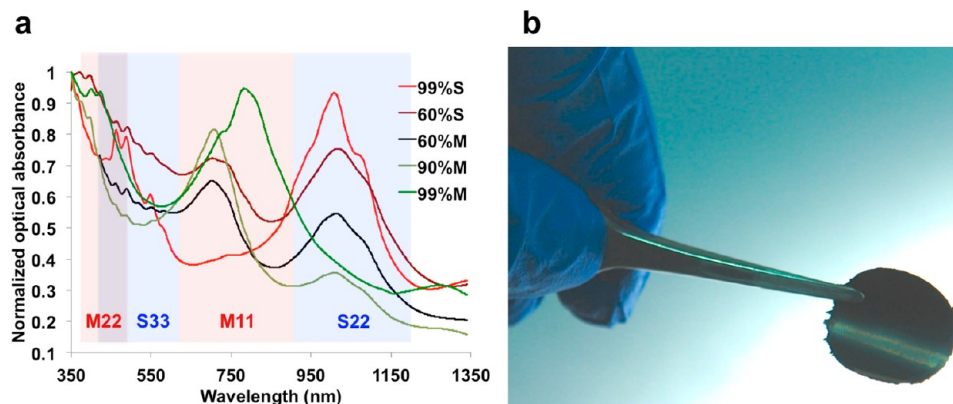 a
b
Normalized optical absorbance
1
0.9
0.8
0.7
0.6
0.5
0.4
0.3
0.2
0.1
99%S
60%S
60%M
90%M
99%M
M22
S33
M11
S22
350
550
750
950
1150
1350
Wavelength (nm)